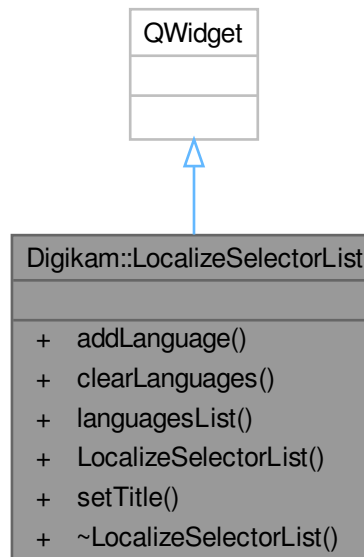 QWidget
Digikam::LocalizeSelectorList
+ addLanguage()
+ clearLanguages()
+ languagesList()
+ LocalizeSelectorList()
+ setTitle()
+ ~LocalizeSelectorList()